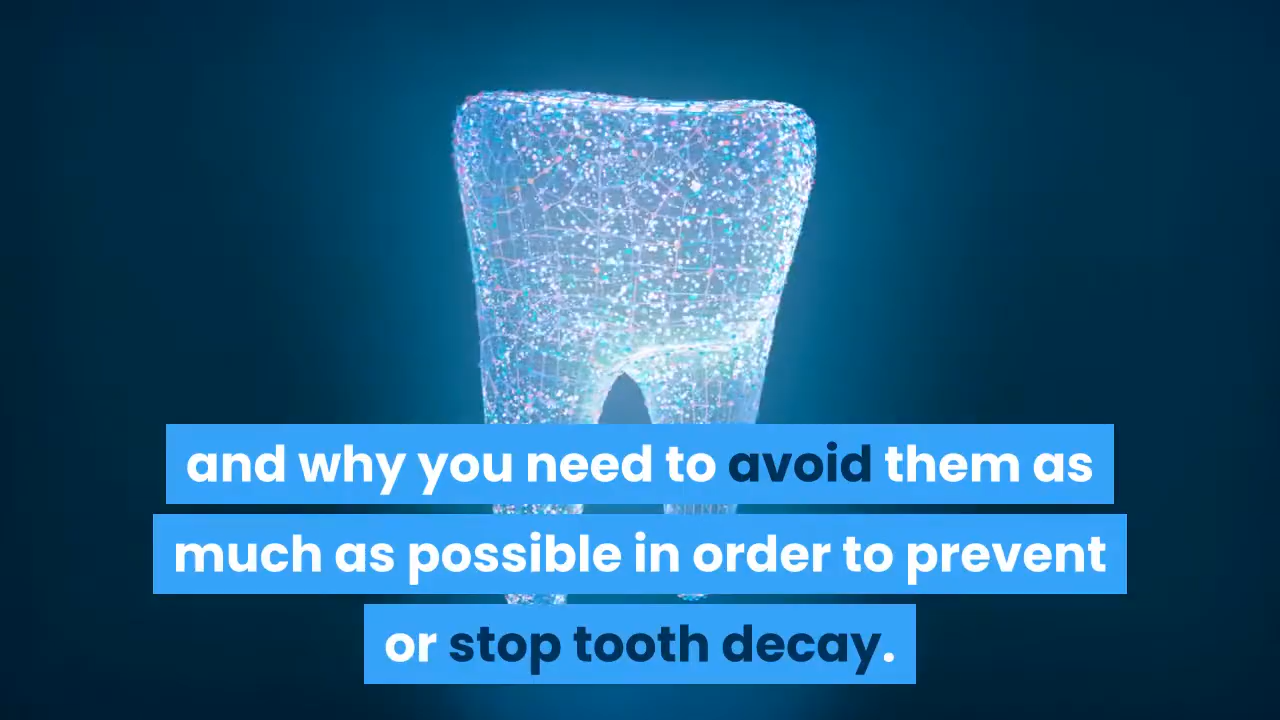 and why you need to avoid them as
much as possible in order to prevent
or stop tooth decay.